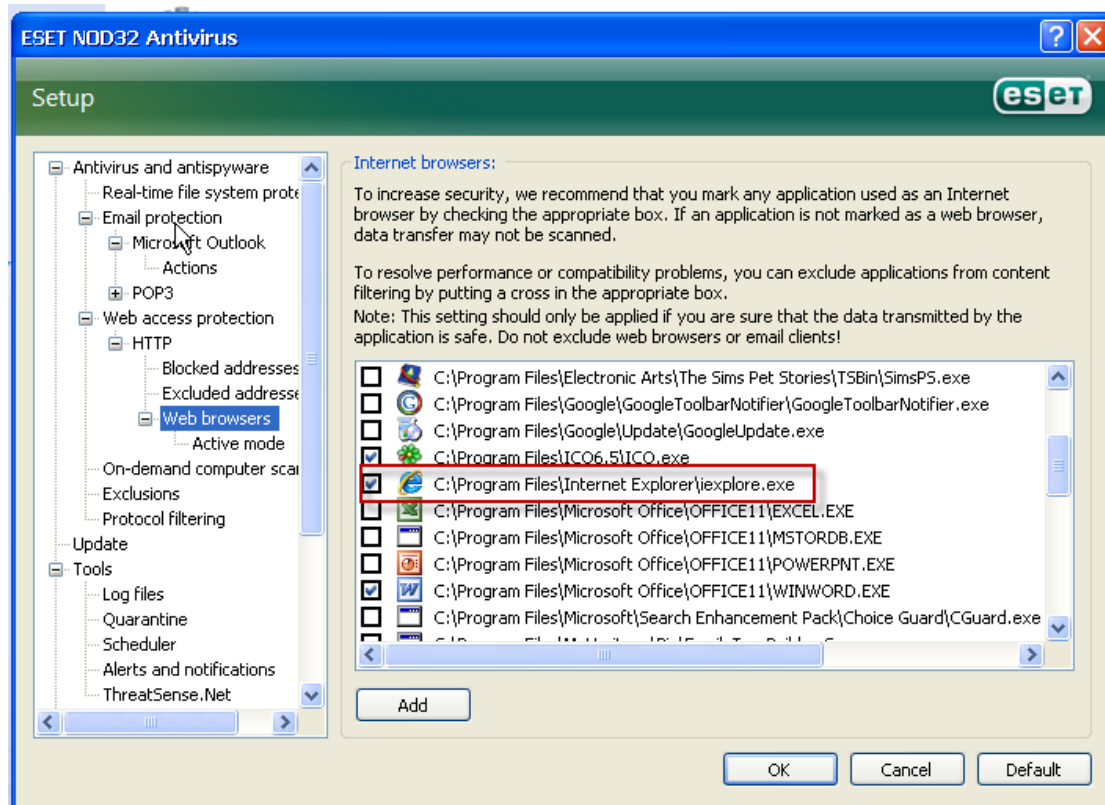 ESET NOD32 Antivirus
Setup
eset
Antivirus and antispyware
Real-time file system prote
Email protection
Microsoft Outlook
Actions
POP3
Web access protection
HTTP
Blocked addresses
Excluded addresse
Web browsers
Active mode
On-demand computer scan
Exclusions
Protocol filtering
Update
Tools
Log files
Quarantine
Scheduler
Alerts and notifications
ThreatSense.Net
Internet browsers:
To increase security, we recommend that you mark any application used as an Internet
browser by checking the appropriate box. If an application is not marked as a web browser,
data transfer may not be scanned.
To resolve performance or compatibility problems, you can exclude applications from content
filtering by putting a cross in the appropriate box.
Note: This setting should only be applied if you are sure that the data transmitted by the
application is safe. Do not exclude web browsers or email clients!
C:\Program Files\Electronic Arts\The Sims Pet Stories\TSBin\SimsPS.exe
C:\Program Files\Google\GoogleToolbarNotifier\GoogleToolbarNotifier.exe
C:\Program Files\Google\Update\GoogleUpdate.exe
C:\Program Files\ICQ6.5\ICQ.exe
C:\Program Files\Internet Explorer\iexplore.exe
C:\Program Files\Microsoft Office\OFFICE11\EXCEL.EXE
C:\Program Files\Microsoft Office\OFFICE11\MSTORDB.EXE
C:\Program Files\Microsoft Office\OFFICE11\POWERPNT.EXE
C:\Program Files\Microsoft Office\OFFICE11\WINWORD.EXE
C:\Program Files\Microsoft\Search Enhancement Pack\Choice Guard\CGuard.exe
Add
OK
Cancel
Default